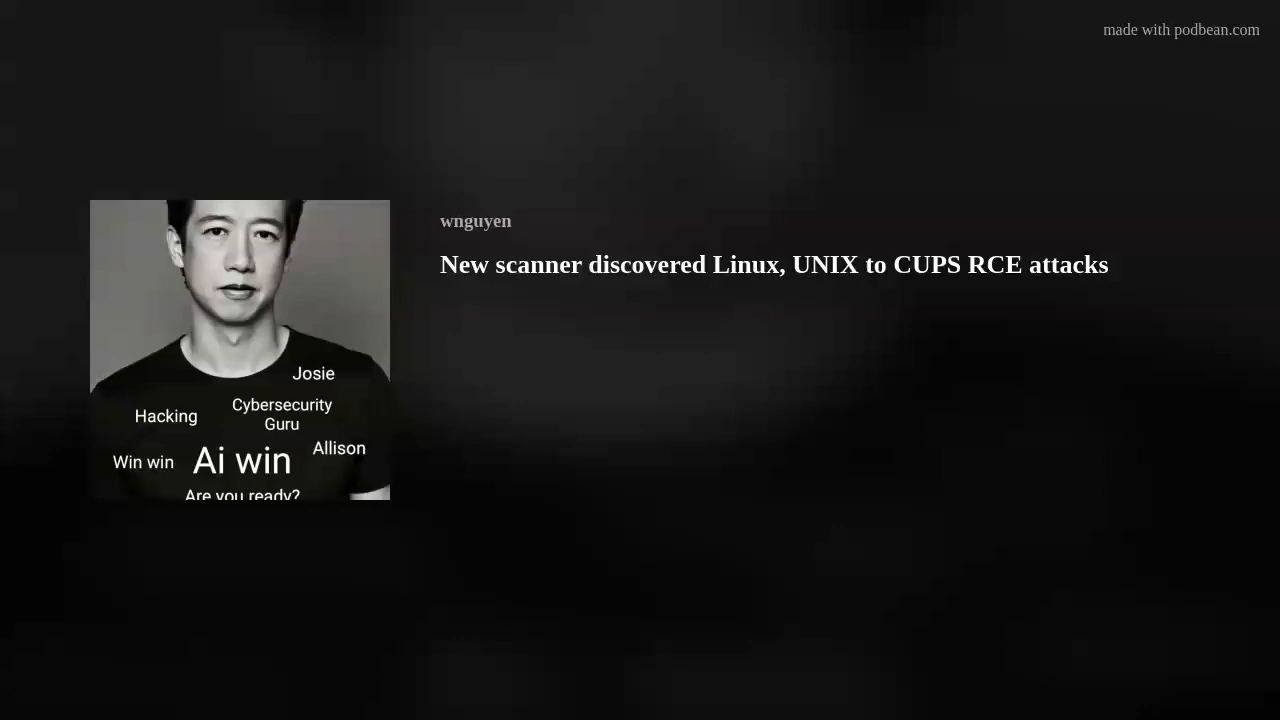 made with podbean.com
wnguyen
New scanner discovered Linux, UNIX to CUPS RCE attacks
Josie
Hacking
Cybersecurity
Guru
Win win
Ai win
Allison
Are you ready?